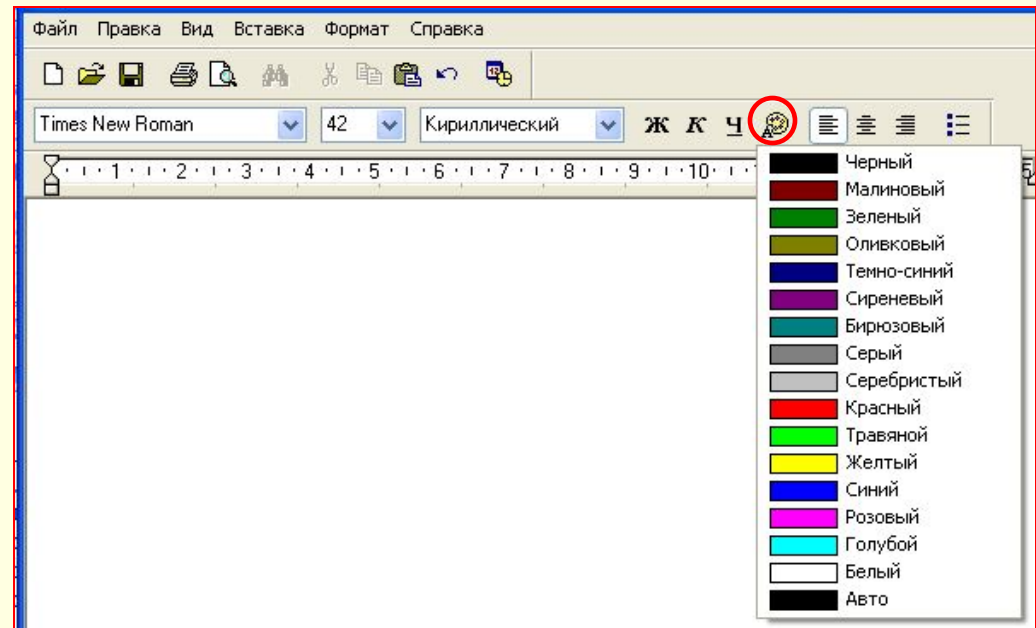 Файл Правка Вид Вставка Формат Справка
Times New Roman 42 Кириллический Ж К Ч
1 2 3 4 5 6 7 8 9 10 5
Черный
Малиновый
Зеленый
Оливковый
Темно-синий
Сиреневый
Бирюзовый
Серый
Серебристый
Красный
Травяной
Желтый
Синий
Розовый
Голубой
Белый
Авто